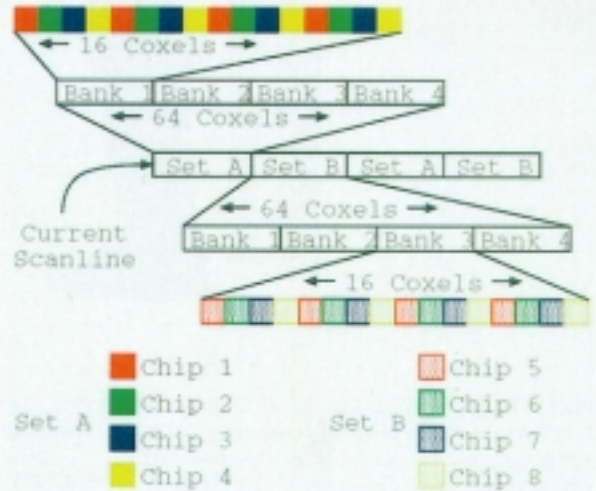 ← 16 Coxels →
Bank 1 Bank 2 Bank 3 Bank 4
← 64 Coxels →
Set A Set B Set A Set B
← 64 Coxels →
Current
Scanline
Bank 1 Bank 2 Bank 3 Bank 4
← 16 Coxels →
Set A
Chip 1
Chip 2
Chip 3
Chip 4
Set B
Chip 5
Chip 6
Chip 7
Chip 8